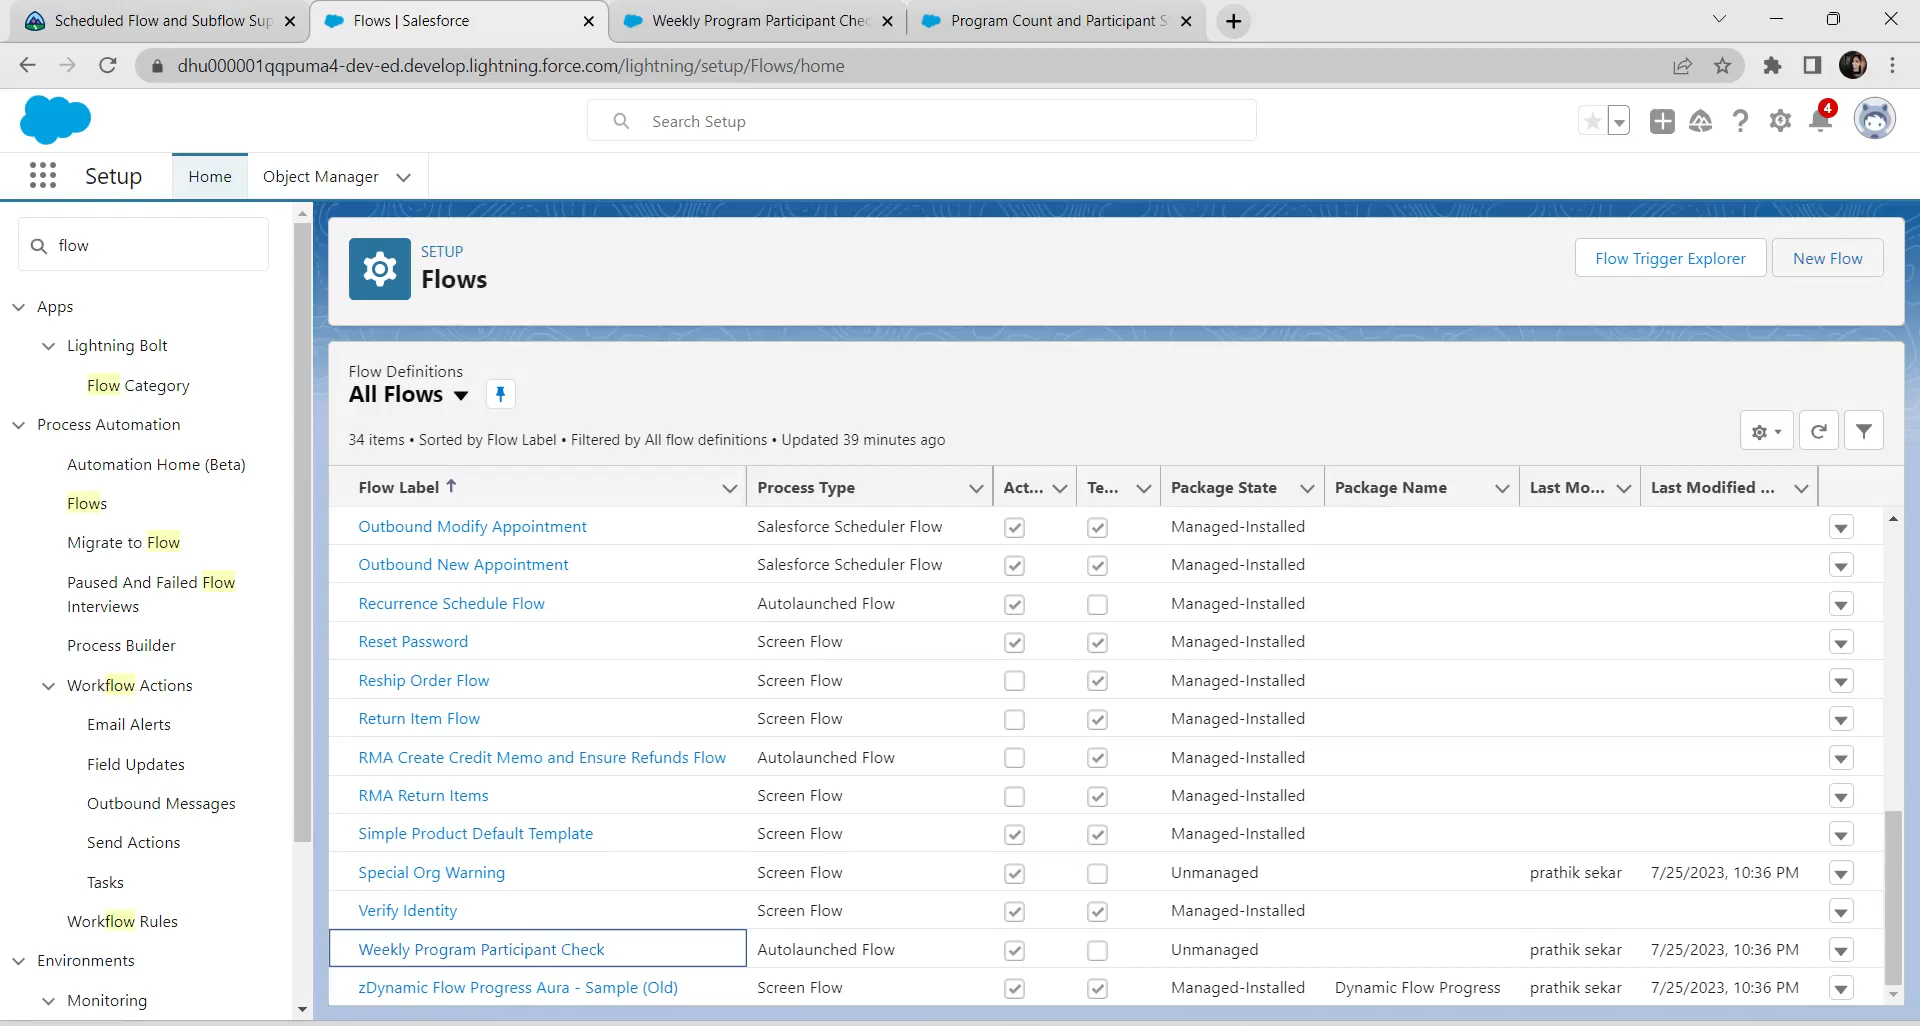 Scheduled Flow and Subflow Sup
Flows | Salesforce
Weekly Program Participant Chec
Program Count and Participant S
dhu000001qqpuma4-dev-ed.develop.lightning.force.com/lightning/setup/Flows/home
Search Setup
4
Setup
Home
Object Manager
flow
Apps
Lightning Bolt
Flow Category
Process Automation
Automation Home (Beta)
Flows
Migrate to Flow
Paused And Failed Flow
Interviews
Process Builder
Workflow Actions
Email Alerts
Field Updates
Outbound Messages
Send Actions
Tasks
Workflow Rules
Environments
Monitoring
SETUP
Flows
Flow Trigger Explorer
New Flow
Flow Definitions
All Flows
34 items • Sorted by Flow Label • Filtered by All flow definitions • Updated 39 minutes ago
Flow Label Process Type Act... Te... Package State Package Name Last Mo... Last Modified ...
Outbound Modify Appointment Salesforce Scheduler Flow Managed-Installed
Outbound New Appointment Salesforce Scheduler Flow Managed-Installed
Recurrence Schedule Flow Autolaunched Flow Managed-Installed
Reset Password Screen Flow Managed-Installed
Reship Order Flow Screen Flow Managed-Installed
Return Item Flow Screen Flow Managed-Installed
RMA Create Credit Memo and Ensure Refunds Flow Autolaunched Flow Managed-Installed
RMA Return Items Screen Flow Managed-Installed
Simple Product Default Template Screen Flow Managed-Installed
Special Org Warning Screen Flow Unmanaged prathik sekar 7/25/2023, 10:36 PM
Verify Identity Screen Flow Managed-Installed
Weekly Program Participant Check Autolaunched Flow Unmanaged prathik sekar 7/25/2023, 10:36 PM
zDynamic Flow Progress Aura - Sample (Old) Screen Flow Managed-Installed Dynamic Flow Progress prathik sekar 7/25/2023, 10:36 PM